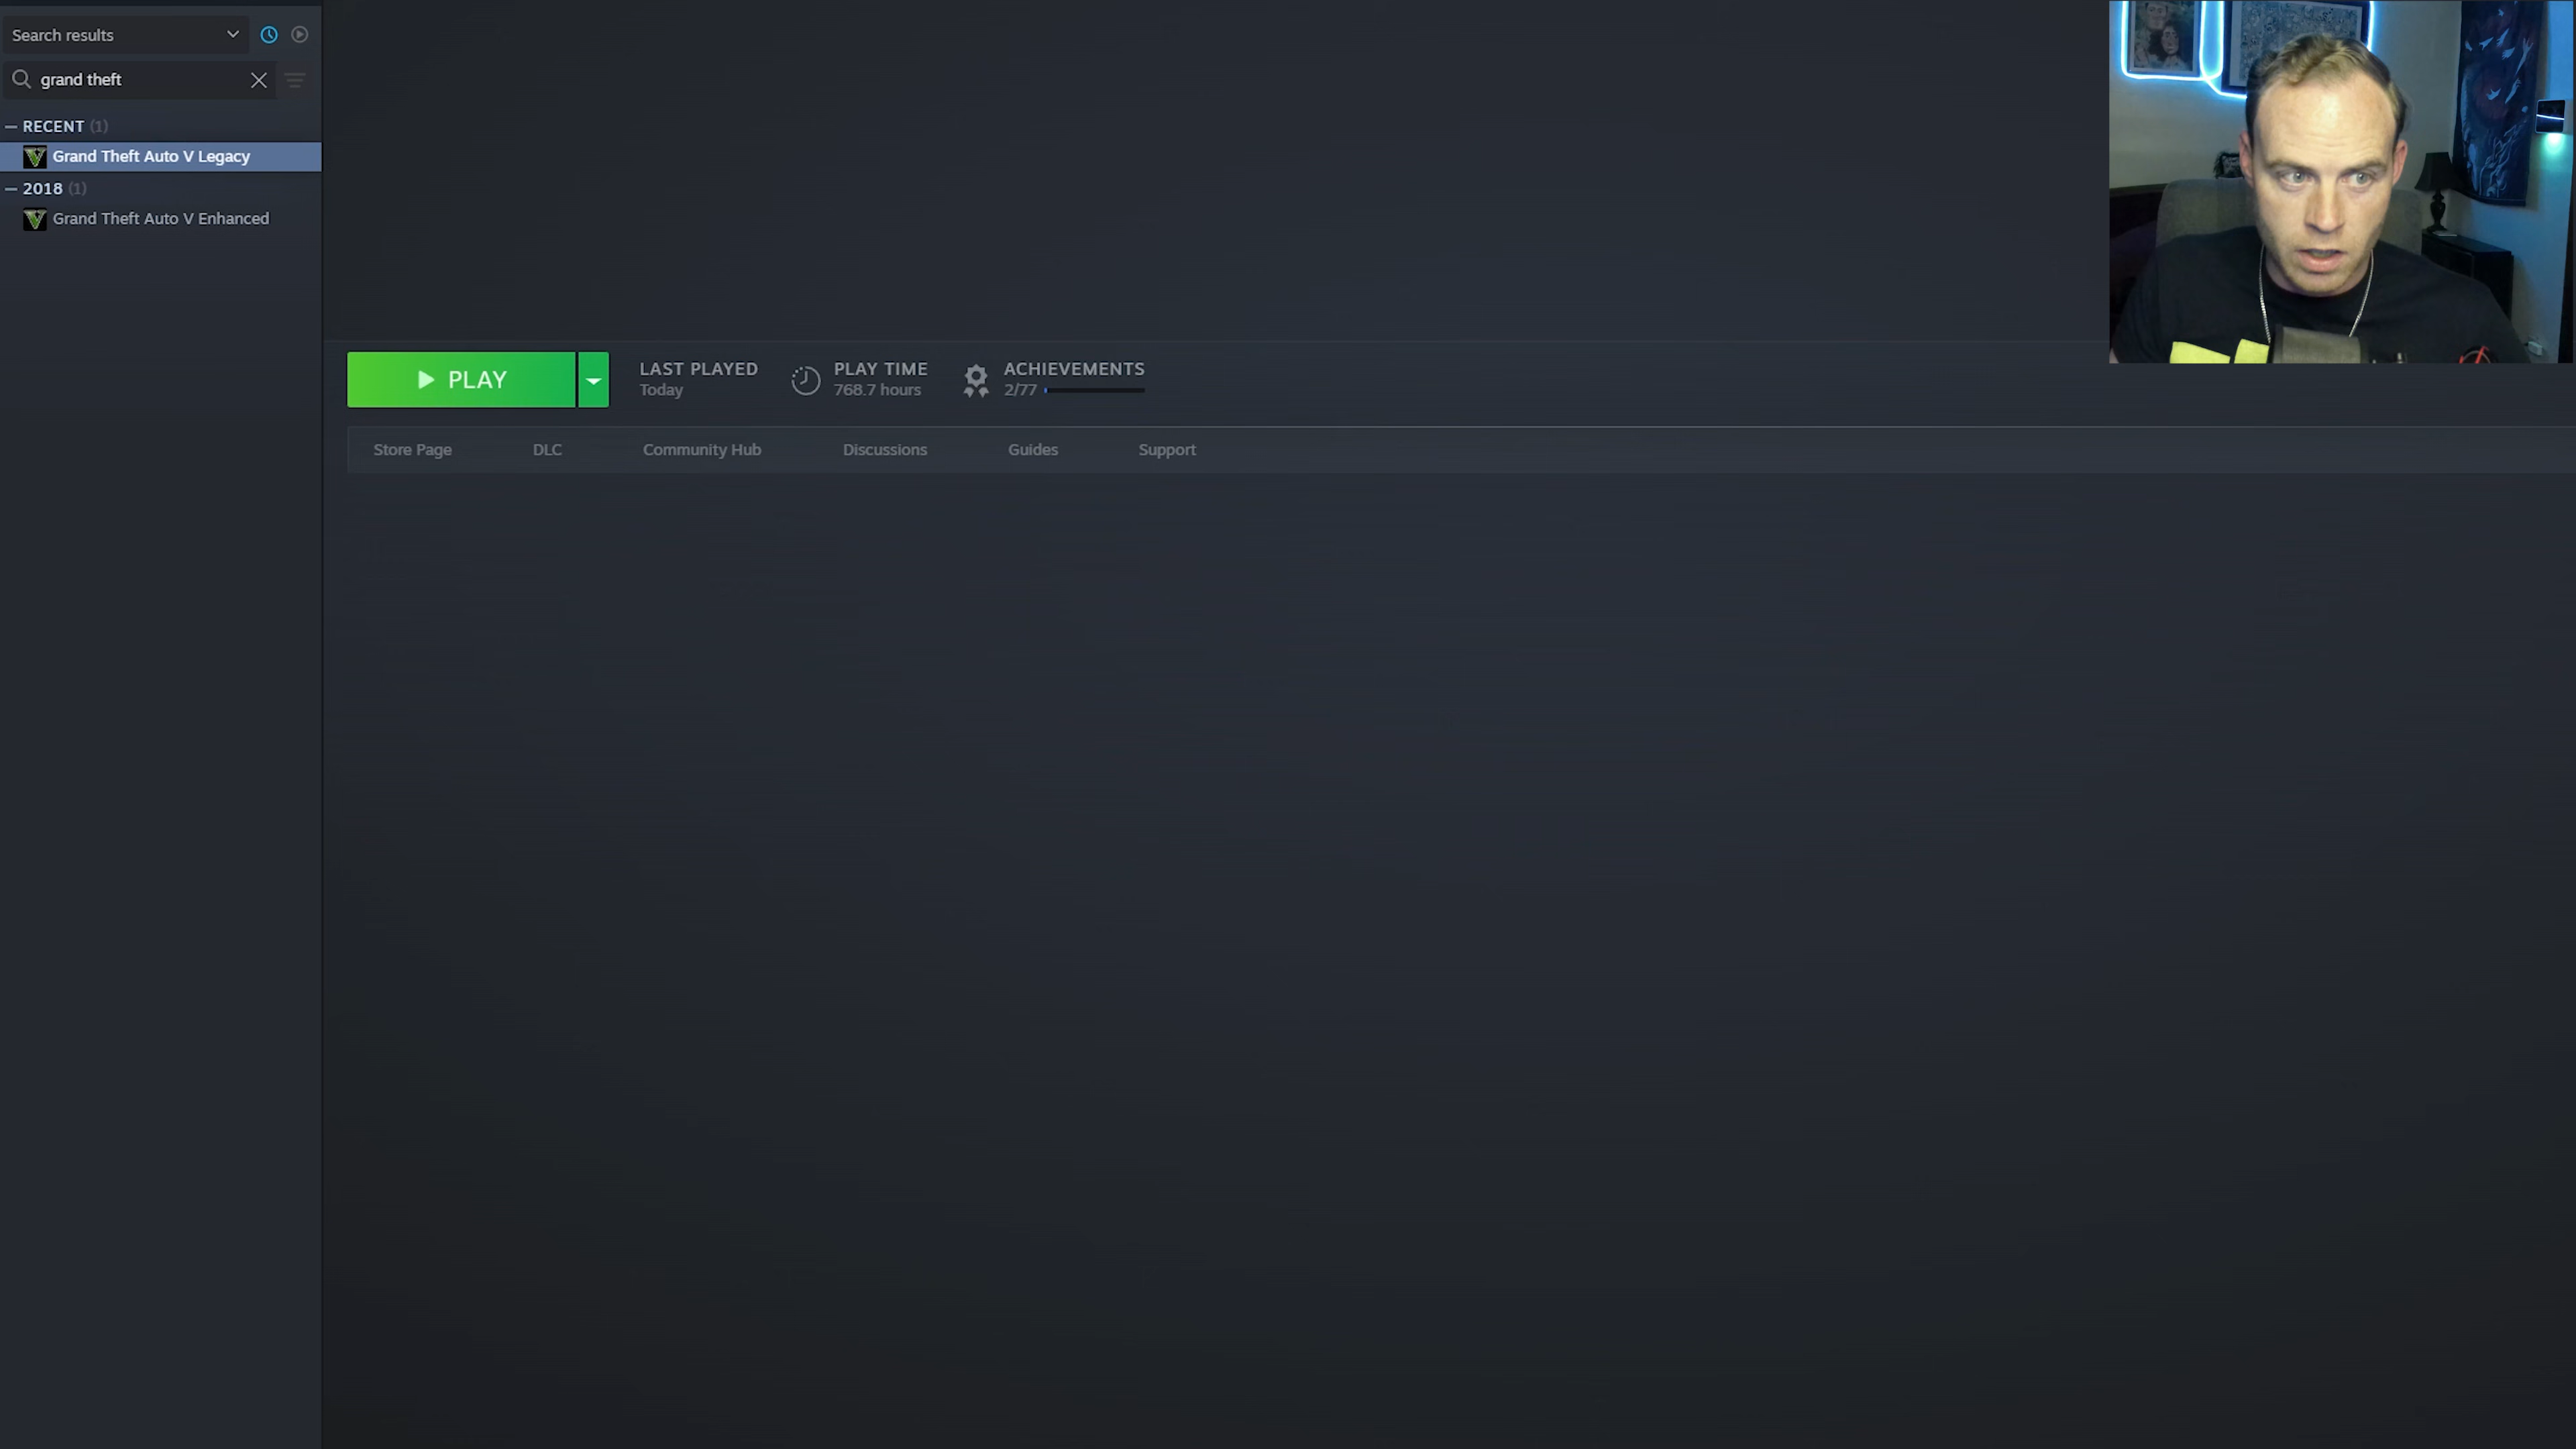 Search results
grand theft
RECENT (1)
Grand Theft Auto V Legacy
2018 (1)
Grand Theft Auto V Enhanced
PLAY
LAST PLAYED
Today
PLAY TIME
768.7 hours
ACHIEVEMENTS
2/77
Store Page DLC Community Hub Discussions Guides Support